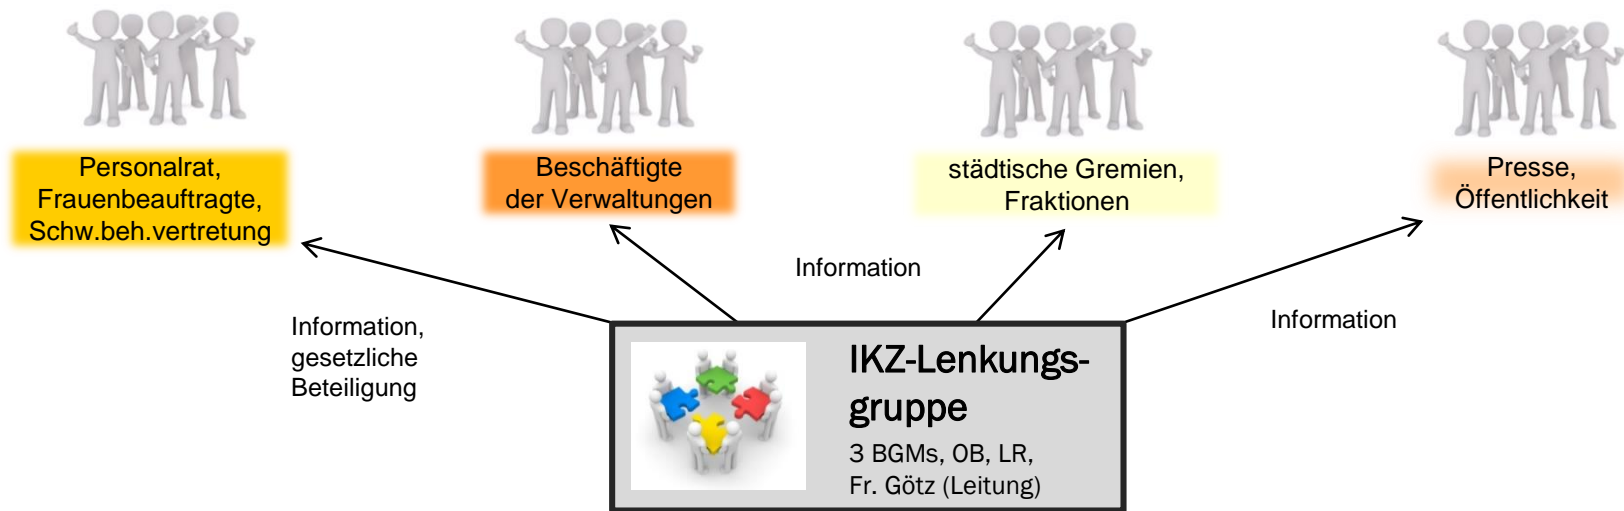 Personalrat,
Frauenbeauftragte,
Schw.beh.vertretung
Beschäftigte
der Verwaltungen
städtische Gremien,
Fraktionen
Presse,
Öffentlichkeit
Information
Information,
gesetzliche
Beteiligung
Information
IKZ-Lenkungs-
gruppe
3 BGMs, OB, LR,
Fr. Götz (Leitung)